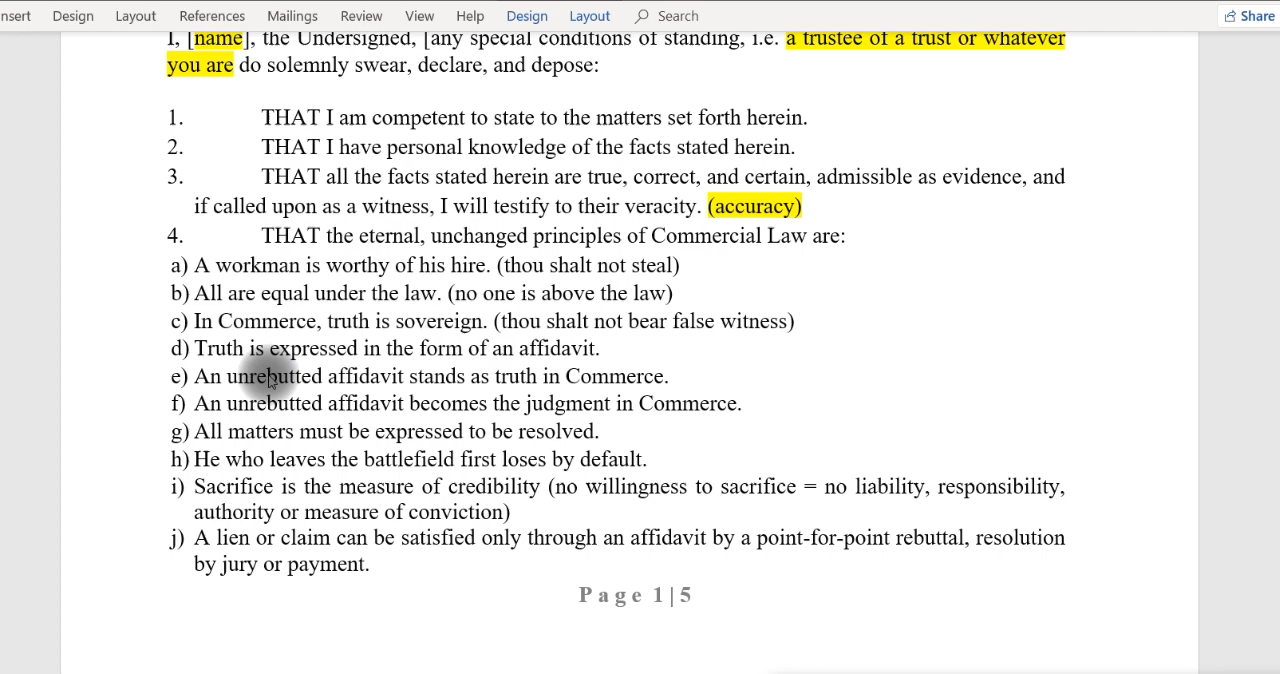 nsert Design Layout References Mailings Review View Help Design Layout Search Share
I, [name], the Undersigned, [any special conditions of standing, i.e. a trustee of a trust or whatever
you are do solemnly swear, declare, and depose:
1. THAT I am competent to state to the matters set forth herein.
2. THAT I have personal knowledge of the facts stated herein.
3. THAT all the facts stated herein are true, correct, and certain, admissible as evidence, and
if called upon as a witness, I will testify to their veracity. (accuracy)
4. THAT the eternal, unchanged principles of Commercial Law are:
a) A workman is worthy of his hire. (thou shalt not steal)
b) All are equal under the law. (no one is above the law)
c) In Commerce, truth is sovereign. (thou shalt not bear false witness)
d) Truth is expressed in the form of an affidavit.
e) An unrebutted affidavit stands as truth in Commerce.
f) An unrebutted affidavit becomes the judgment in Commerce.
g) All matters must be expressed to be resolved.
h) He who leaves the battlefield first loses by default.
i) Sacrifice is the measure of credibility (no willingness to sacrifice = no liability, responsibility,
authority or measure of conviction)
j) A lien or claim can be satisfied only through an affidavit by a point-for-point rebuttal, resolution
by jury or payment.
Page 1|5